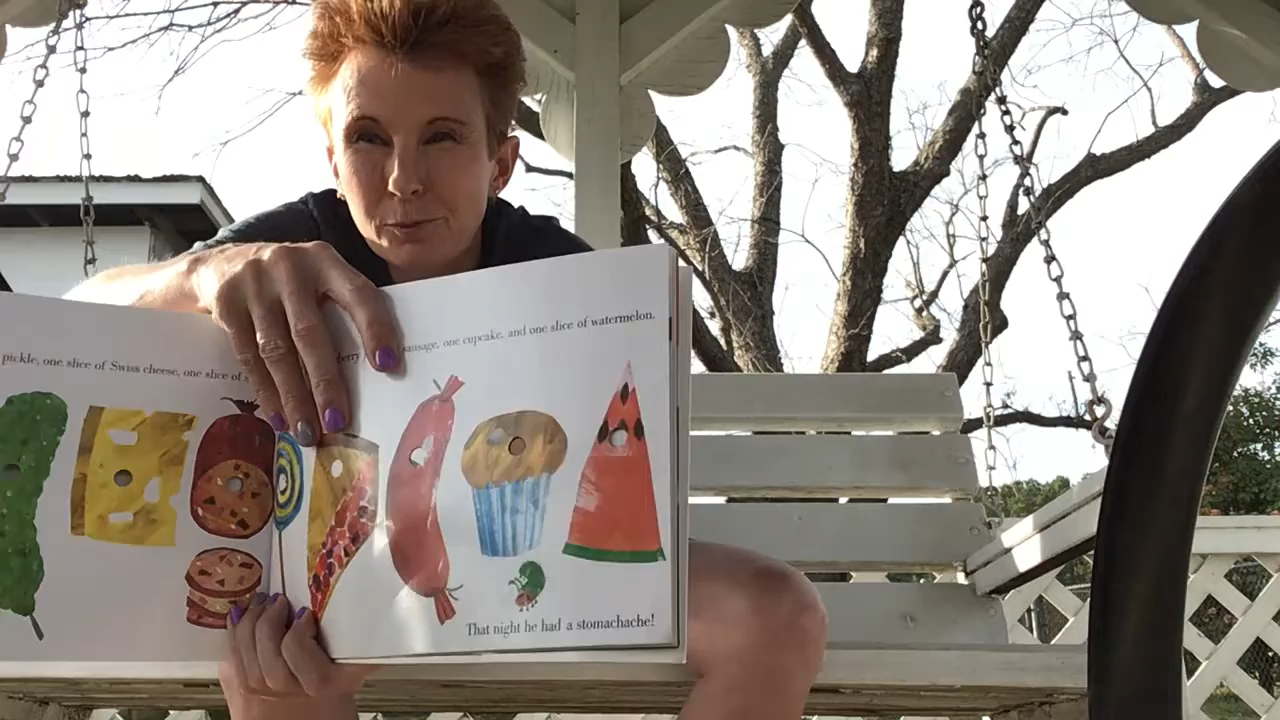 pickle, one slice of Swiss cheese, one slice of
sausage, one cupcake, and one slice of watermelon.
That night he had a stomachache!